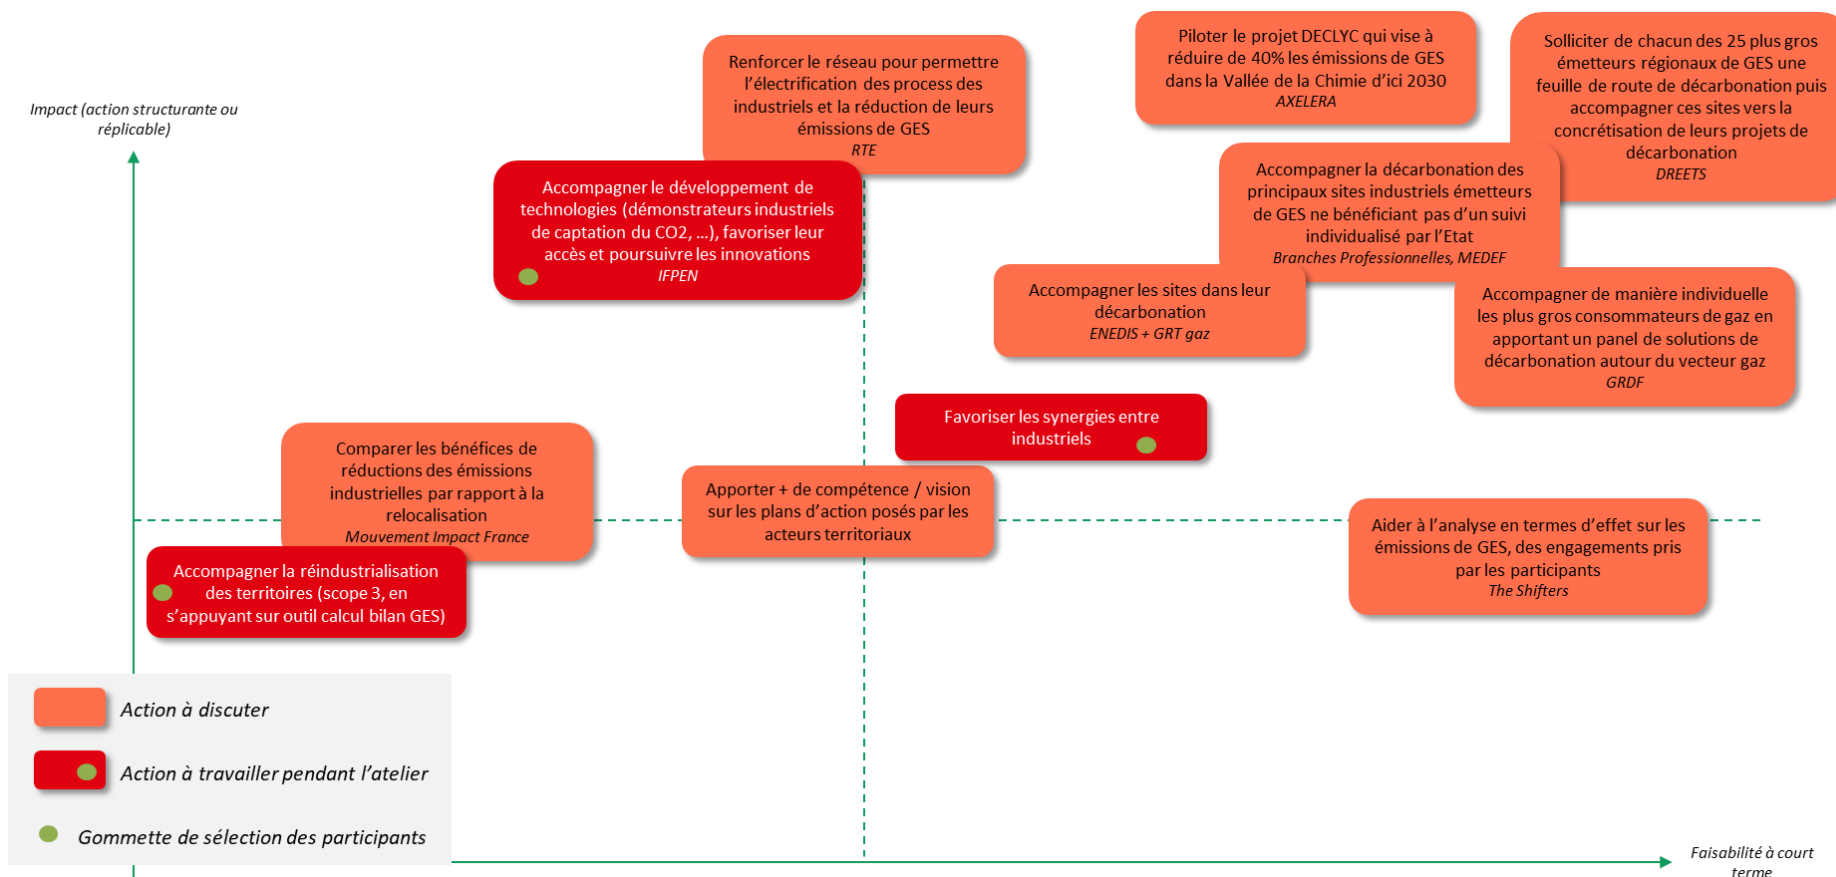 Impact (action structurante ou
réplicable)
Renforcer le réseau pour permettre
l’électrification des process des
industriels et la réduction de leurs
émissions de GES
RTE
Piloter le projet DECLYC qui vise à
réduire de 40% les émissions de GES
dans la Vallée de la Chimie d’ici 2030
AXELERA
Solliciter de chacun des 25 plus gros
émetteurs régionaux de GES une
feuille de route de décarbonation puis
accompagner ces sites vers la
concrétisation de leurs projets de
décarbonation
DREETS
Accompagner le développement de
technologies (démonstrateurs industriels
de captation du CO2, …), favoriser leur
accès et poursuivre les innovations
IFPEN
Accompagner la décarbonation des
principaux sites industriels émetteurs
de GES ne bénéficiant pas d’un suivi
individualisé par l’Etat
Branches Professionnelles, MEDEF
Accompagner les sites dans leur
décarbonation
ENEDIS + GRT gaz
Accompagner de manière individuelle
les plus gros consommateurs de gaz en
apportant un panel de solutions de
décarbonation autour du vecteur gaz
GRDF
Favoriser les synergies entre
industriels
Comparer les bénéfices de
réductions des émissions
industrielles par rapport à la
relocalisation
Mouvement Impact France
Apporter + de compétence / vision
sur les plans d’action posés par les
acteurs territoriaux
Aider à l’analyse en termes d’effet sur les
émissions de GES, des engagements pris
par les participants
The Shifters
Accompagner la réindustrialisation
des territoires (scope 3, en
s’appuyant sur outil calcul bilan GES)
Action à discuter
Action à travailler pendant l’atelier
Gommette de sélection des participants
Faisabilité à court
terme